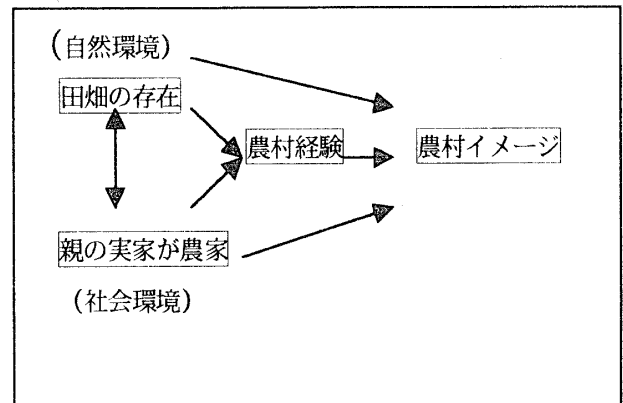 (自然環境)
田畑の存在
農村経験
農村イメージ
親の実家が農家
(社会環境)